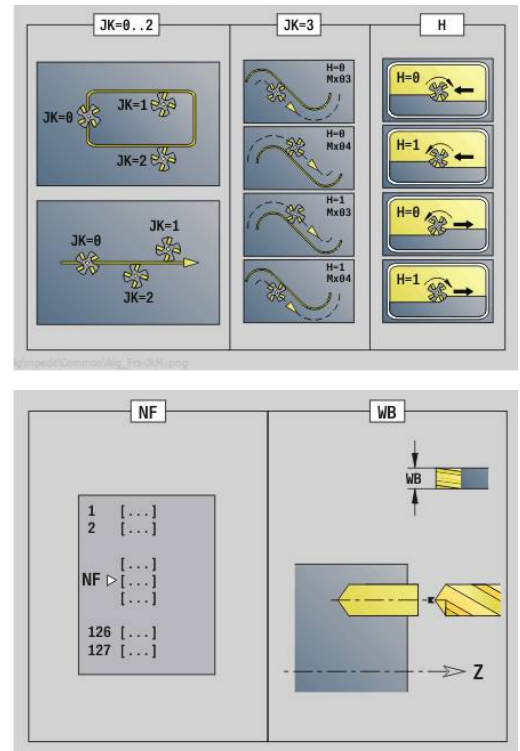 JK=0..2
JK=3
H
JK=0
JK=1
JK=2
JK=0
JK=1
JK=2
H=0
Mx03
H=0
Mx04
H=1
Mx03
H=1
Mx04
H=0
H=1
H=0
H=1
NF
WB
1 [...]
2 [...]
[...]
NF [...]
[...]
126 [...]
127 [...]
WB
Z